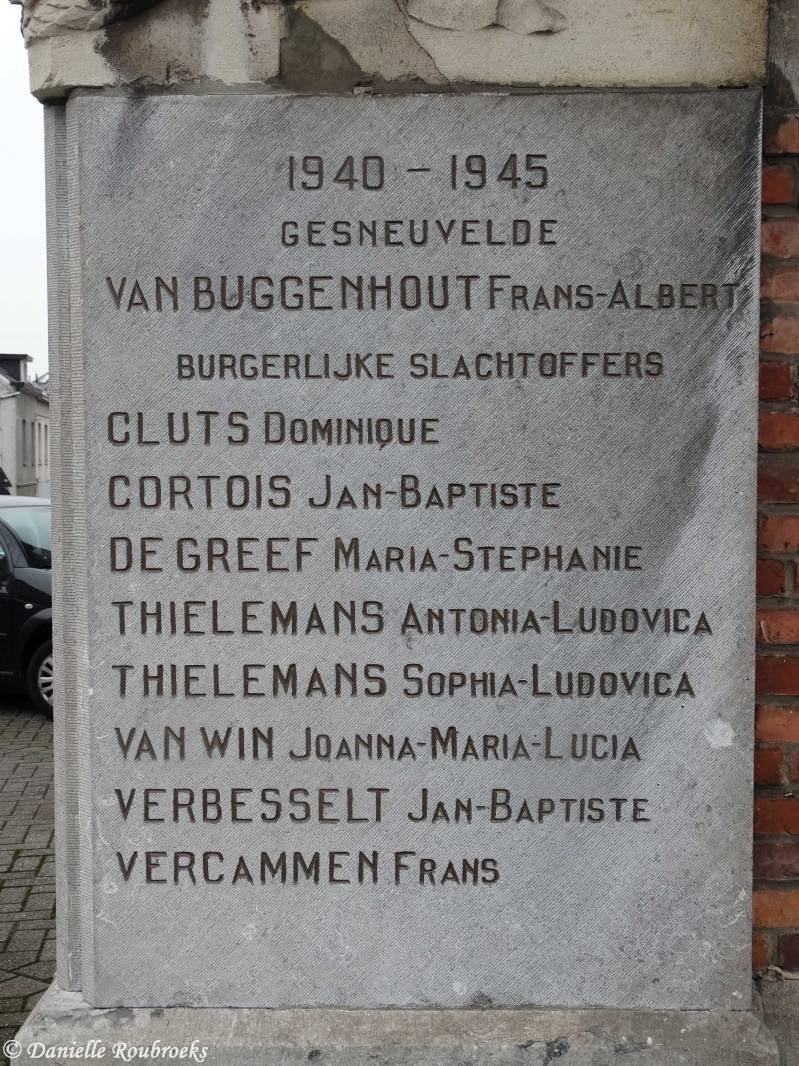 1940 - 1945
GESNEUVELDE
VAN BUGGENHOUT FRANS-ALBERT
BURGERLIJKE SLACHTOFFERS
CLUTS DOMINIQUE
CORTOIS JAN-BAPTISTE
DE GREEF MARIA-STEPHANIE
THIELEMANS ANTONIA-LUDOVICA
THIELEMANS SOPHIA-LUDOVICA
VAN WIN JOANNA-MARIA-LUCIA
VERBESSELT JAN-BAPTISTE
VERCAMMEN FRANS
© Danielle Roubroeks